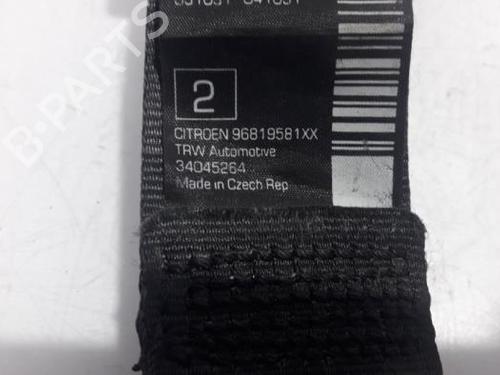 2
CITROEN 96819581XX
TRW Automotive
34045264
Made in Czech Rep
B-PARTS